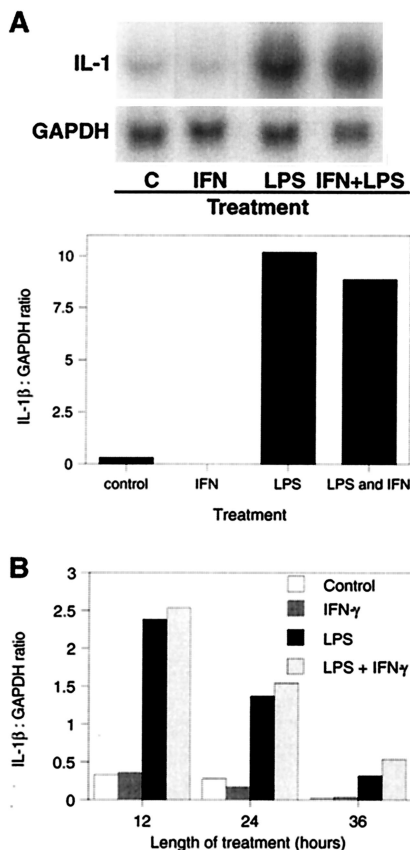 A
IL-1
GAPDH
C IFN LPS IFN+LPS
Treatment
10
7.5
5
2.5
0
IL-1β : GAPDH ratio
control IFN LPS LPS and IFN
Treatment
B
3
2.5
2
1.5
1
0.5
0
IL-1β : GAPDH ratio
Control
IFN-γ
LPS
LPS + IFN-γ
12 24 36
Length of treatment (hours)